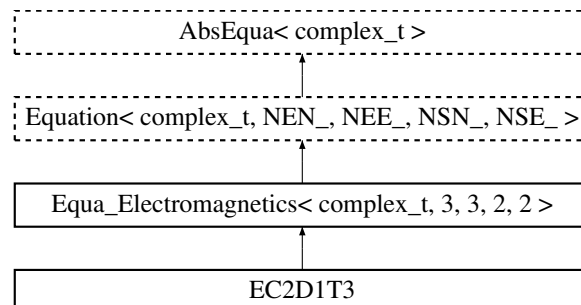 AbsEqua< complex_t >
Equation< complex_t, NEN_, NEE_, NSN_, NSE_ >
Equa_Electromagnetics< complex_t, 3, 3, 2, 2 >
EC2D1T3